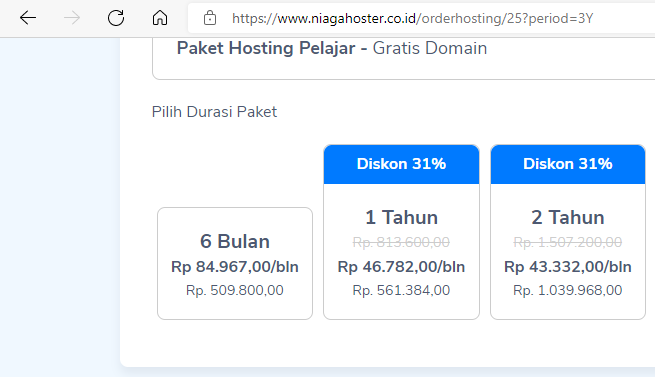 https://www.niagahoster.co.id/orderhosting/25?period=3Y
Paket Hosting Pelajar - Gratis Domain
Pilih Durasi Paket
6 Bulan
Rp 84.967,00/bln
Rp. 509.800,00
Diskon 31%
1 Tahun
Rp. 813.600,00
Rp 46.782,00/bln
Rp. 561.384,00
Diskon 31%
2 Tahun
Rp. 1.507.200,00
Rp 43.332,00/bln
Rp. 1.039.968,00